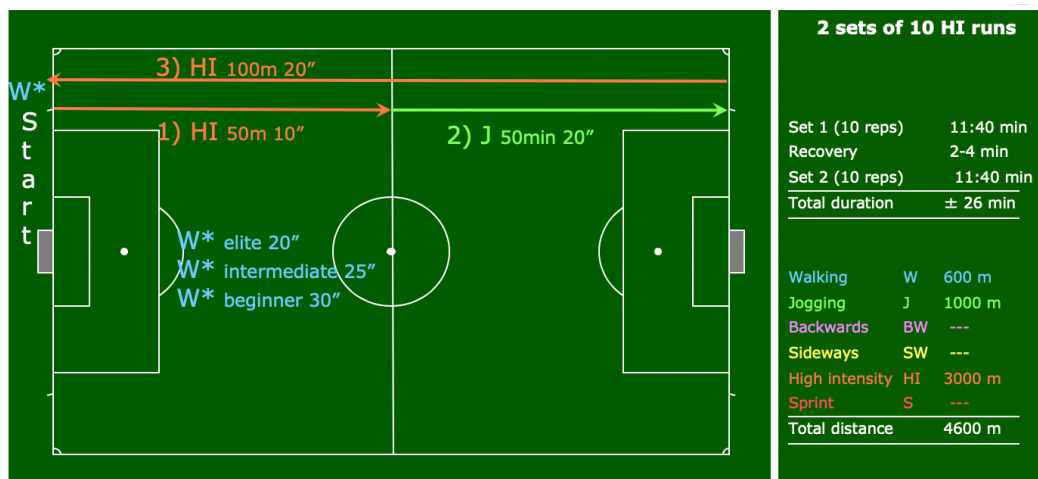 3) HI 100m 20”
W*
Start
1) HI 50m 10”
2) J 50min 20”
W* elite 20”
W* intermediate 25”
W* beginner 30”
2 sets of 10 HI runs
Set 1 (10 reps) 11:40 min
Recovery 2-4 min
Set 2 (10 reps) 11:40 min
Total duration ± 26 min
Walking W 600 m
Jogging J 1000 m
Backwards BW ---
Sideways SW ---
High intensity HI 3000 m
Sprint S ---
Total distance 4600 m